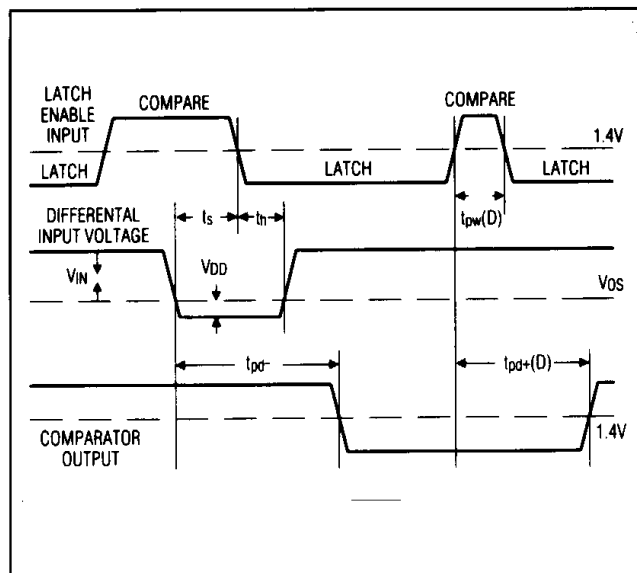 LATCH
ENABLE
INPUT
COMPARE
COMPARE
1.4V
LATCH
LATCH
LATCH
DIFFERENTAL
INPUT VOLTAGE
ts
th
tpw(D)
VIN
VDD
VOS
tpd-
tpd+(D)
1.4V
COMPARATOR
OUTPUT